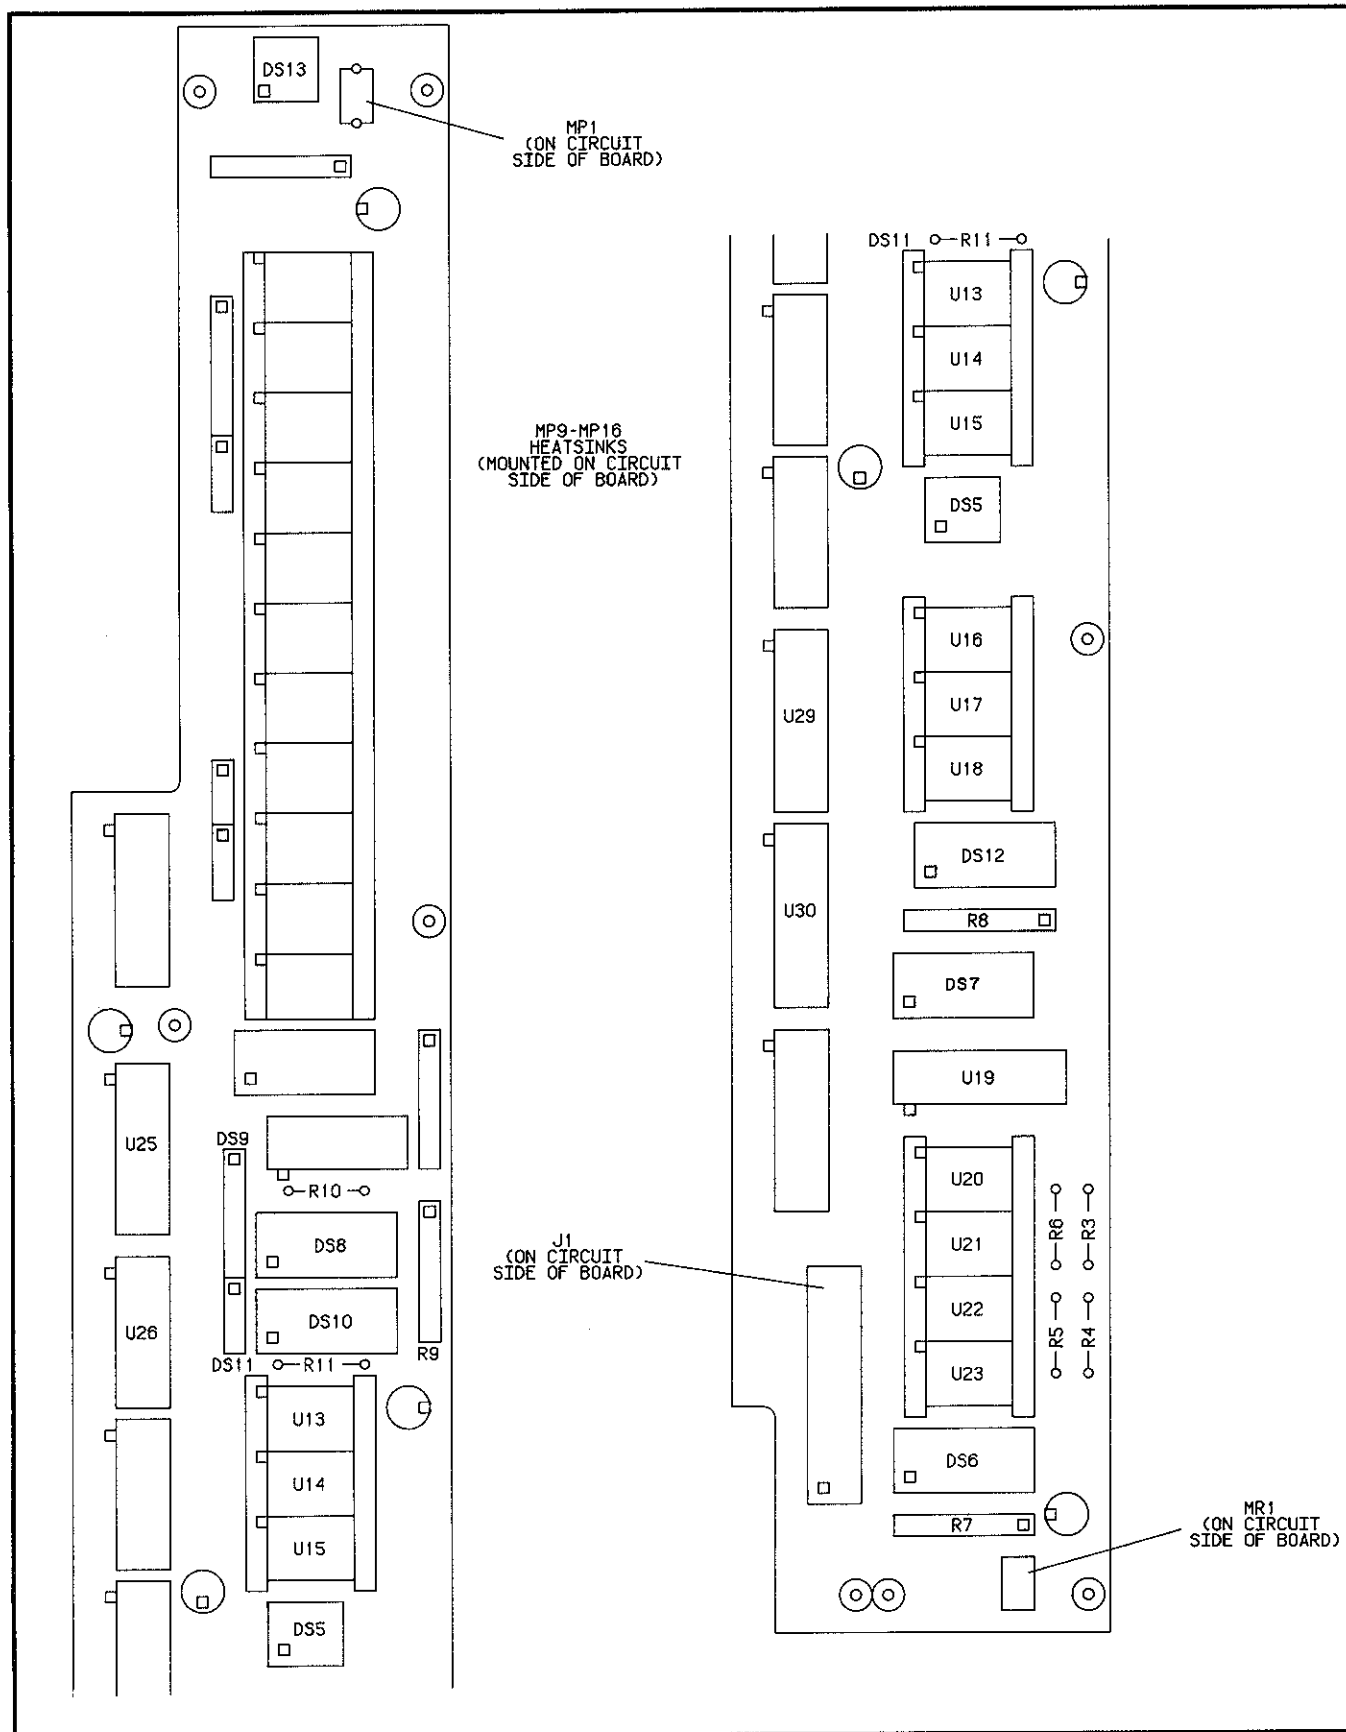 DS13
MP1
(ON CIRCUIT
SIDE OF BOARD)
MP9-MP16
HEATSINKS
(MOUNTED ON CIRCUIT
SIDE OF BOARD)
U25
DS9
R10
DS8
U26
DS10
DS11
R11
R9
U13
U14
U15
DS5
DS11
R11
U13
U14
U15
DS5
U16
U29
U17
U18
DS12
U30
R8
DS7
U19
U20
R6
R3
U21
J1
(ON CIRCUIT
SIDE OF BOARD)
U22
R5
R4
U23
DS6
R7
MR1
(ON CIRCUIT
SIDE OF BOARD)